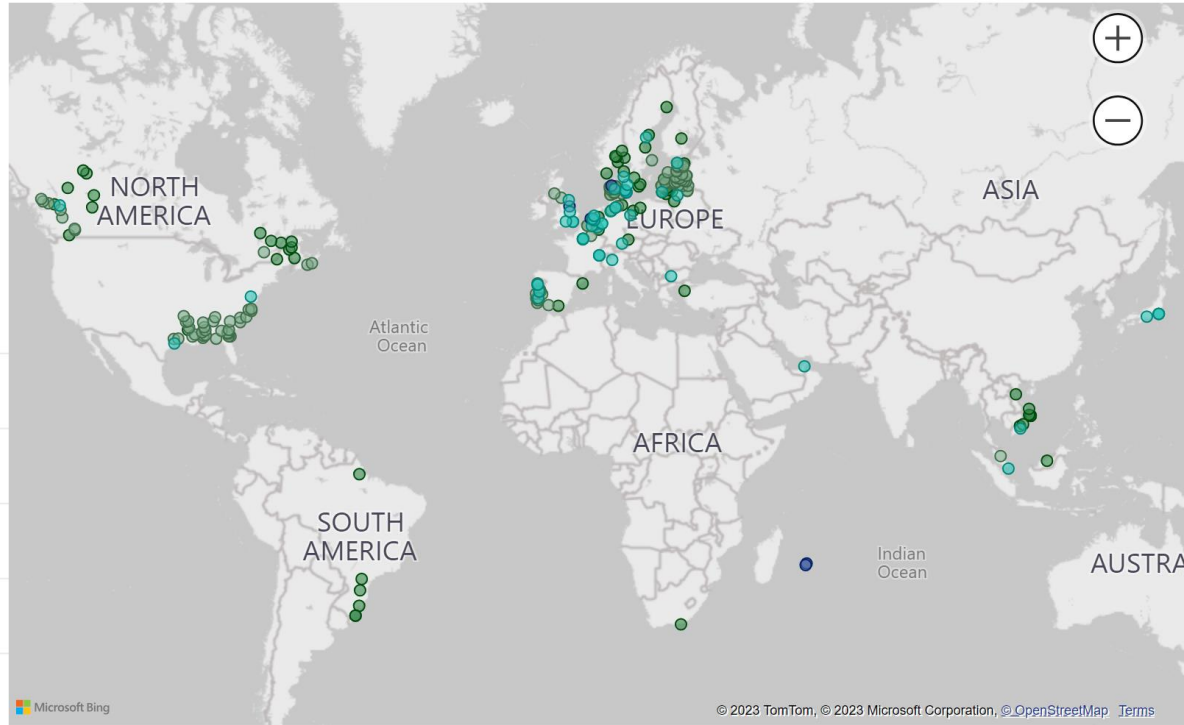 +
−
NORTH
AMERICA
ASIA
EUROPE
Atlantic
Ocean
AFRICA
SOUTH
AMERICA
Indian
Ocean
AUSTRA
Microsoft Bing
© 2023 TomTom, © 2023 Microsoft Corporation, © OpenStreetMap Terms